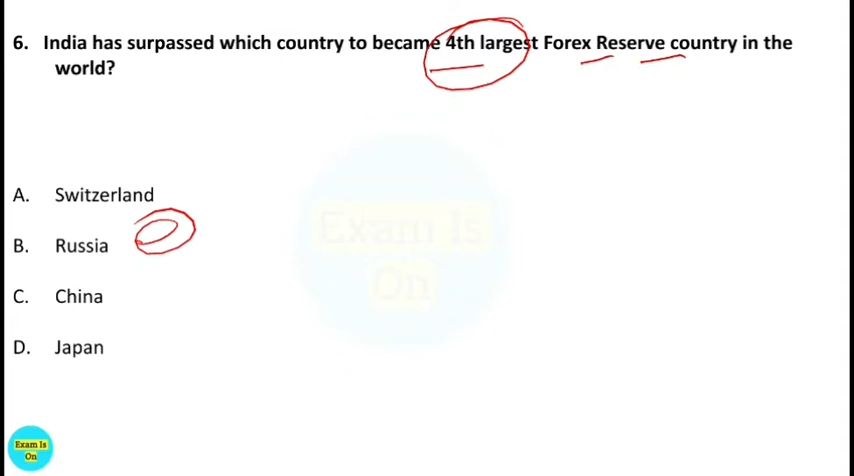 6. India has surpassed which country to became 4th largest Forex Reserve country in the
world?
A. Switzerland
B. Russia
C. China
D. Japan
Exam Is
On
Exam Is
On